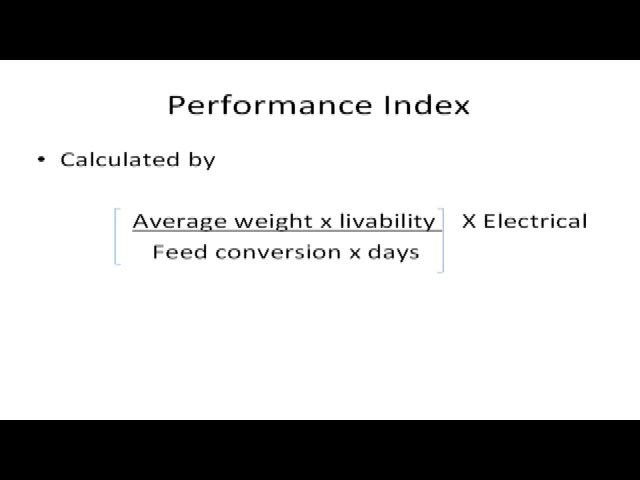 Performance Index
• Calculated by
Average weight x livability X Electrical
Feed conversion x days